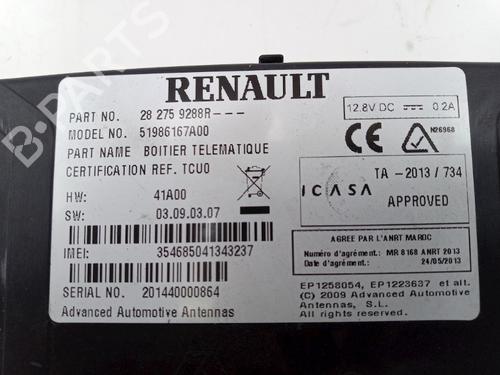 RENAULT
PART NO. 28 275 9288R---
MODEL NO. 51986167A00
PART NAME BOITIER TELEMATIQUE
CERTIFICATION REF. TCU0
HW: 41A00
SW: 03.09.03.07
IMEI: 354685041343237
SERIAL NO. 201440000864
Advanced Automotive Antennas
12.8V DC 0.2A
N26968
ICASA
TA - 2013 / 734
APPROVED
AGREE PAR L'ANRT MAROC
Numéro d'agrément: MR 8168 ANRT 2013
Date d'agrément: 24/05/2013
EP1258054, EP1223637 et alt.
(C) 2009 Advanced Automotive
Antennas, S.L.
All rights reserved.
B-PARTS